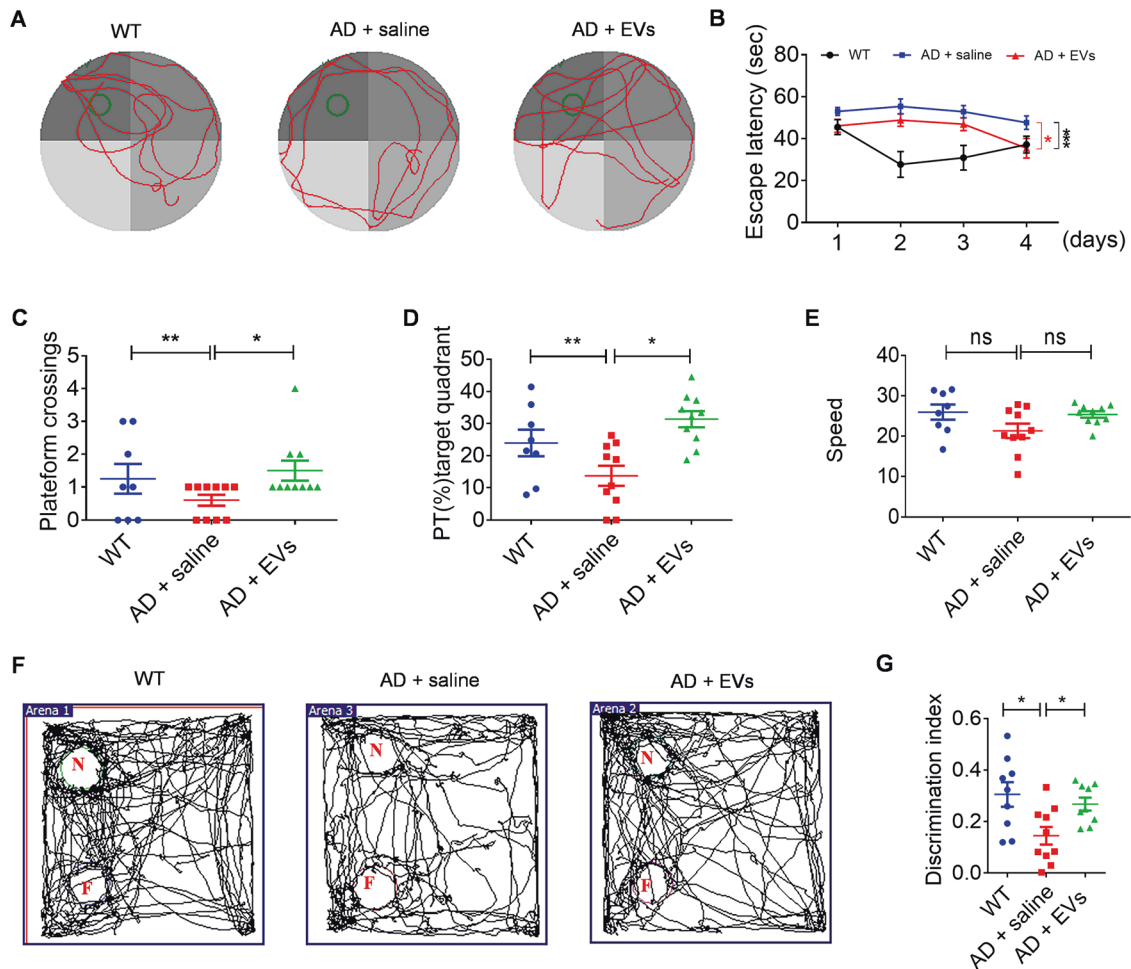 A
WT
AD + saline
AD + EVs
B
Escape latency (sec)
80
60
40
20
0
WT
AD + saline
AD + EVs
*
***
1 2 3 4 (days)
C
Plateform crossings
5
4
3
2
1
0
** *
WT
AD + saline
AD + EVs
D
PT(%)target quadrant
50
40
30
20
10
0
** *
WT
AD + saline
AD + EVs
E
Speed
40
30
20
10
0
ns ns
WT
AD + saline
AD + EVs
F
WT
AD + saline
AD + EVs
Arena 1
N
F
Arena 3
N
F
Arena 2
N
F
G
Discrimination index
0.6
0.4
0.2
0.0
* *
WT
AD + saline
AD + EVs